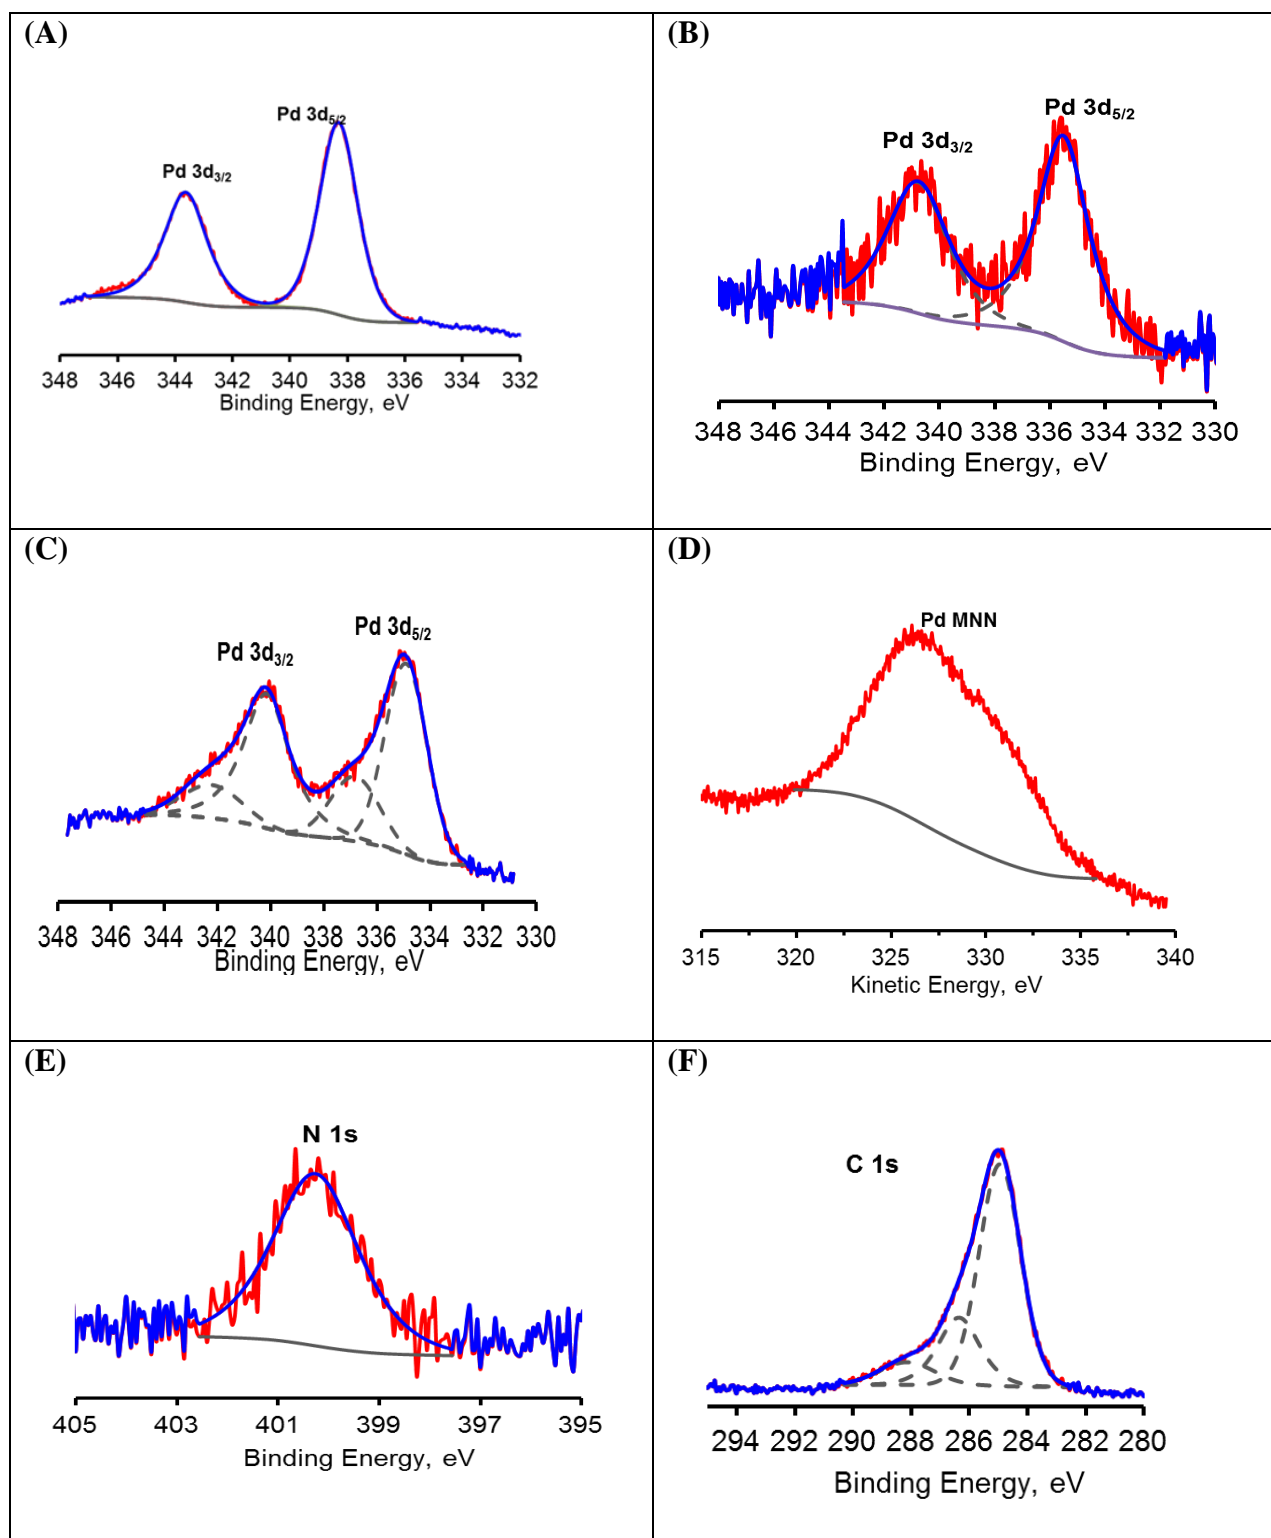 (A)
Pd 3d5/2
Pd 3d3/2
348 346 344 342 340 338 336 334 332
Binding Energy, eV
(B)
Pd 3d5/2
Pd 3d3/2
348 346 344 342 340 338 336 334 332 330
Binding Energy, eV
(C)
Pd 3d5/2
Pd 3d3/2
348 346 344 342 340 338 336 334 332 330
Binding Energy, eV
(D)
Pd MNN
315 320 325 330 335 340
Kinetic Energy, eV
(E)
N 1s
405 403 401 399 397 395
Binding Energy, eV
(F)
C 1s
294 292 290 288 286 284 282 280
Binding Energy, eV